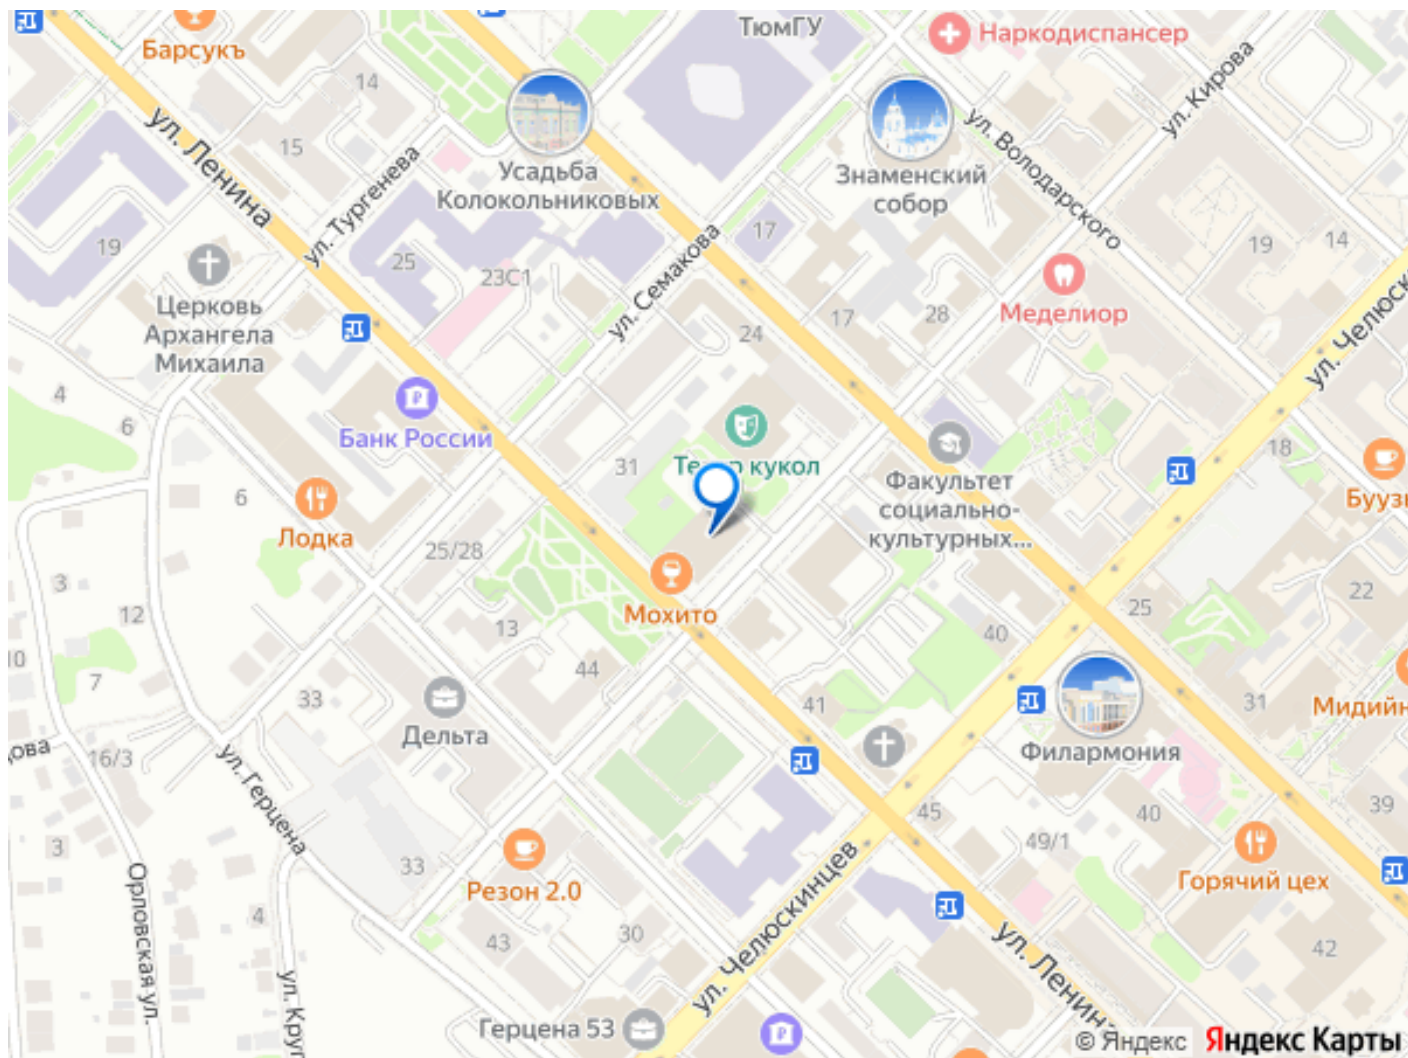 ТюмГУ
Наркодиспансер
Барсукъ
ул. Кирова
14
ул. Ленина
15
ул. Володарского
Усадьба
Колокольниковых
Знаменский
собор
ул. Тургенева
17
19
14
19
25
23С1
ул. Семакова
Церковь
Архангела
Михаила
Меделиор
28
17
24
ул. Челюск
4
6
Банк России
Театр кукол
31
18
6
Лодка
Факультет
социально-
культурных...
Бууз
25/28
3
12
Мохито
22
25
40
13
10
44
7
33
31
41
Дельта
Филармония
Мидийн
дова
16/3
ул. Герцена
45
40
39
49/1
3
33
Резон 2.0
Горячий цех
Орловская ул.
4
43
30
ул. Челюскинцев
ул. Ленина
42
ул. Круг
Герцена 53
© Яндекс Яндекс Карты